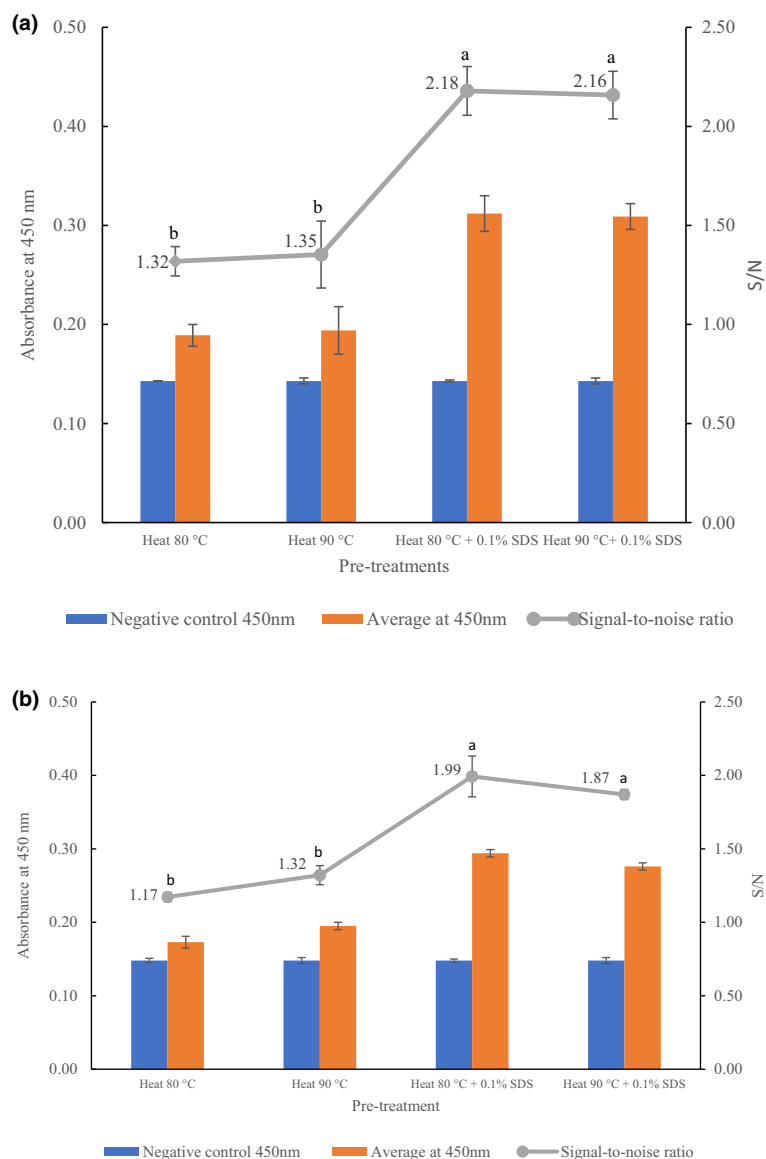 (a)
0.50
0.40
0.30
0.20
0.10
0.00
Absorbance at 450 nm
2.50
2.00
1.50
1.00
0.50
0.00
S/N
b
1.32
b
1.35
a
2.18
a
2.16
Heat 80 °C
Heat 90 °C
Heat 80 °C + 0.1% SDS
Heat 90 °C+ 0.1% SDS
Pre-treatments
Negative control 450nm
Average at 450nm
Signal-to-noise ratio
(b)
0.50
0.40
0.30
0.20
0.10
0.00
Absorbance at 450 nm
2.50
2.00
1.50
1.00
0.50
0.00
S/N
b
1.17
b
1.32
a
1.99
a
1.87
Heat 80 °C
Heat 90 °C
Heat 80 °C + 0.1% SDS
Heat 90 °C + 0.1% SDS
Pre-treatment
Negative control 450nm
Average at 450nm
Signal-to-noise ratio